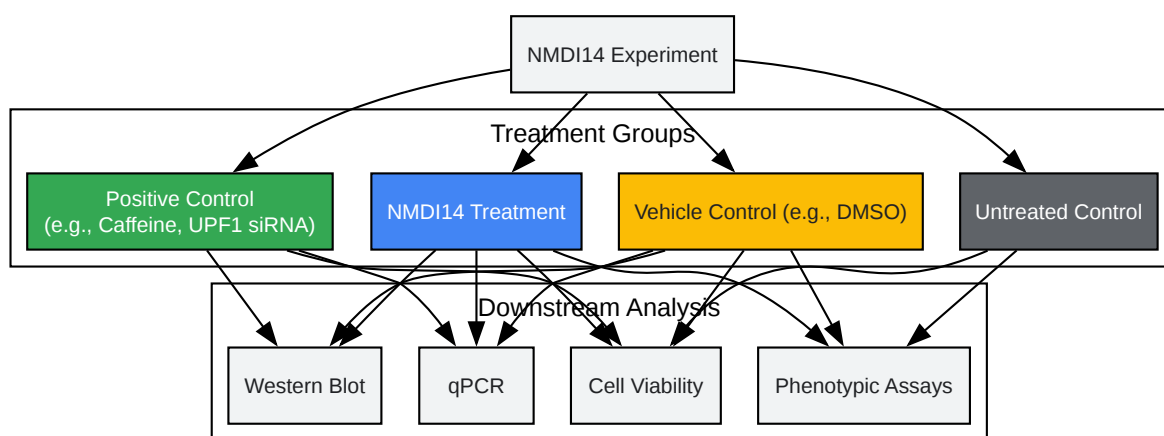 NMDI14 Experiment
Treatment Groups
Positive Control
(e.g., Caffeine, UPF1 siRNA)
NMDI14 Treatment
Vehicle Control (e.g., DMSO)
Untreated Control
Downstream Analysis
Western Blot
qPCR
Cell Viability
Phenotypic Assays